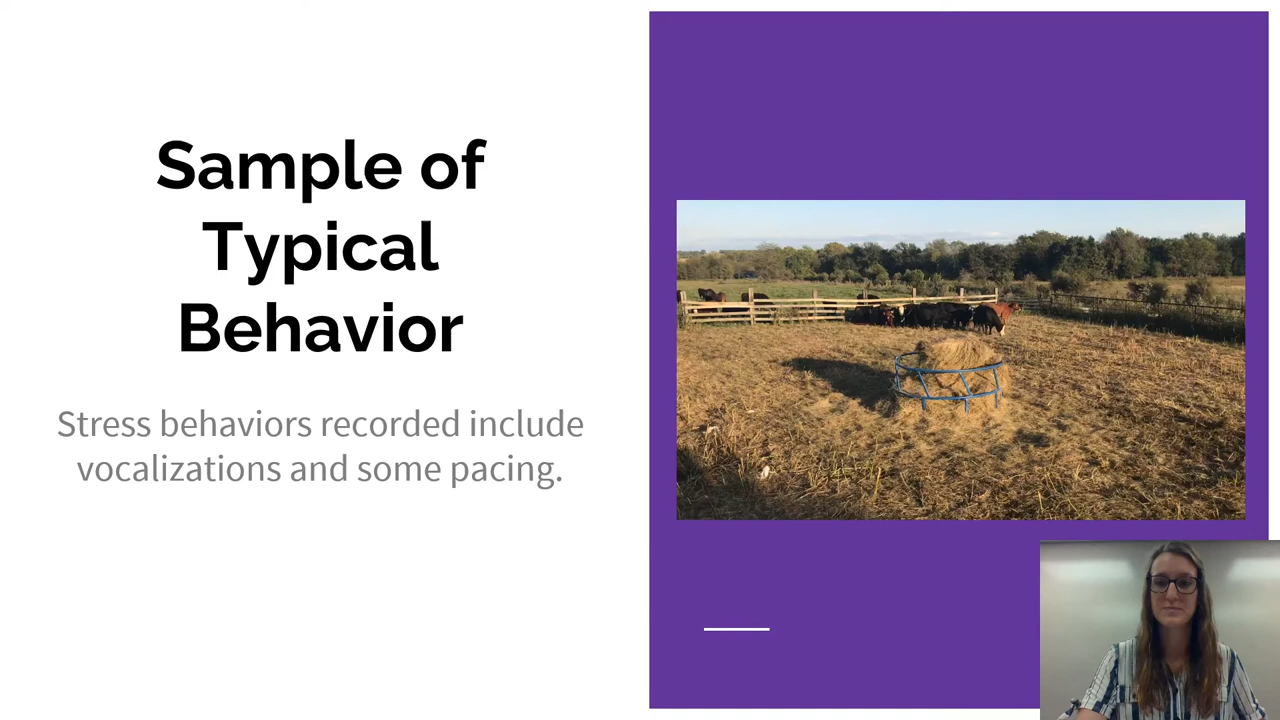 Sample of
Typical
Behavior
Stress behaviors recorded include
vocalizations and some pacing.